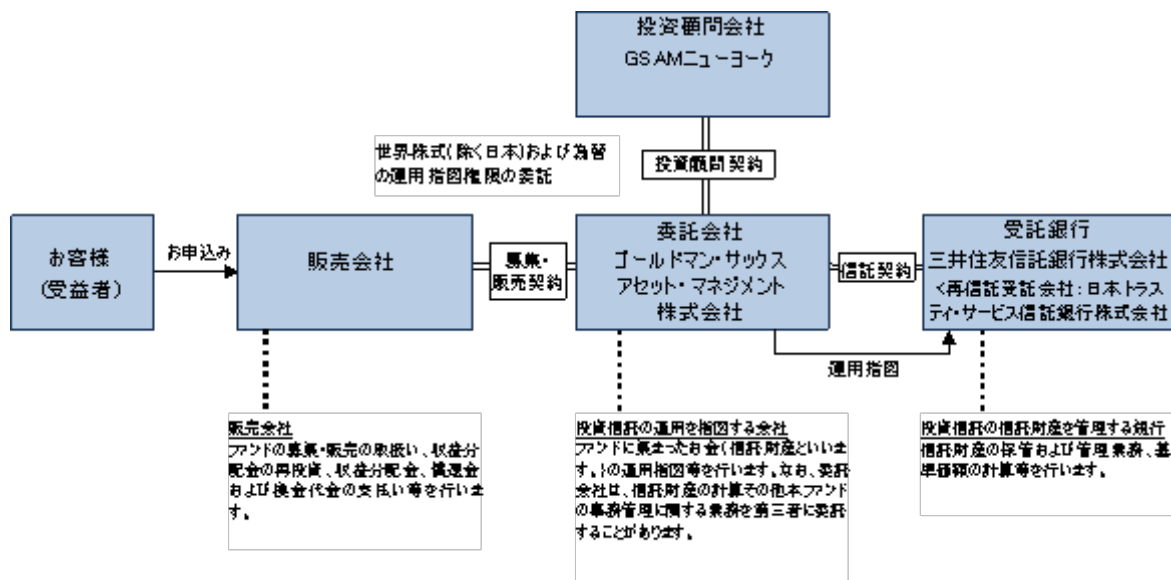 投資顧問会社
GSAMニューヨーク
世界株式(除く日本)および為替
の運用指図権限の委託
投資顧問契約
お客様
(受益者)
お申込み
販売会社
募集・
販売契約
委託会社
ゴールドマン・サックス
アセット・マネジメント
株式会社
信託契約
受託銀行
三井住友信託銀行株式会社
<再信託受託会社:日本トラス
ティ・サービス信託銀行株式会社
運用指図
販売会社
ファンドの募集・販売の取扱い、収益分
配金の再投資、収益分配金、償還金
および換金代金の支払い等を行いま
す。
投資信託の運用を指図する会社
ファンドに集まったお金(信託財産といいま
す。)の運用指図等を行います。なお、委託
会社は、信託財産の計算その他本ファンド
の事務管理に関する業務を第三者に委託
することがあります。
投資信託の信託財産を管理する銀行
信託財産の保管および管理業務、基
準価額の計算等を行います。